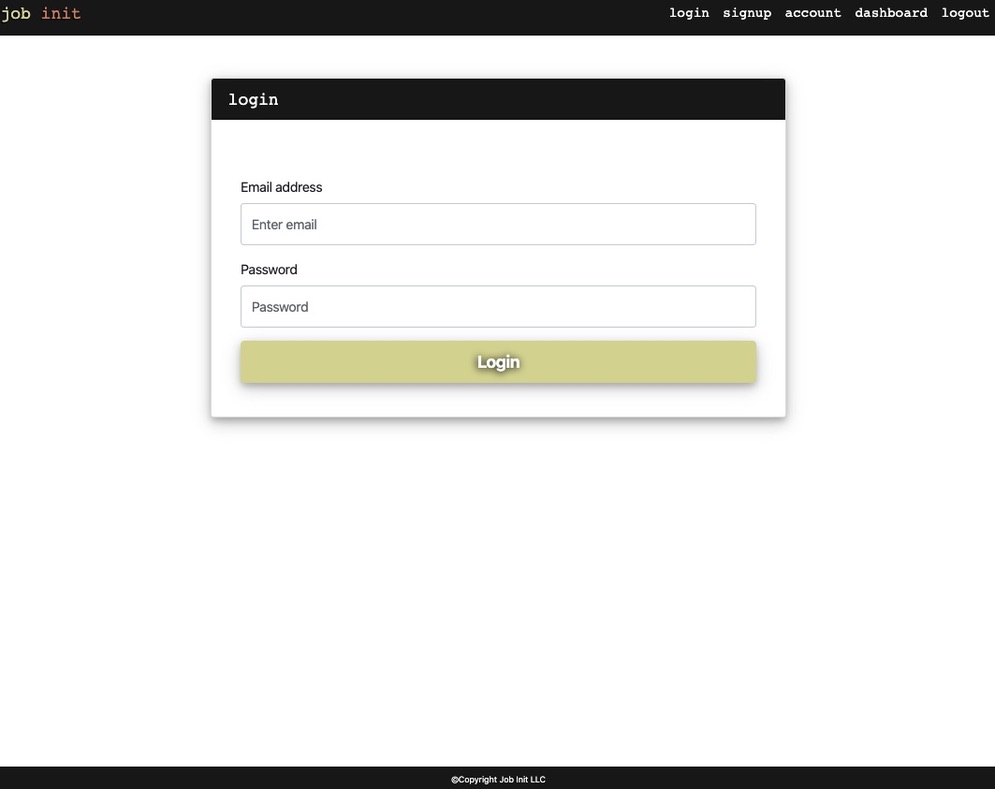 job init
login signup account dashboard logout
login
Email address
Enter email
Password
Password
Login
©Copyright Job Init LLC